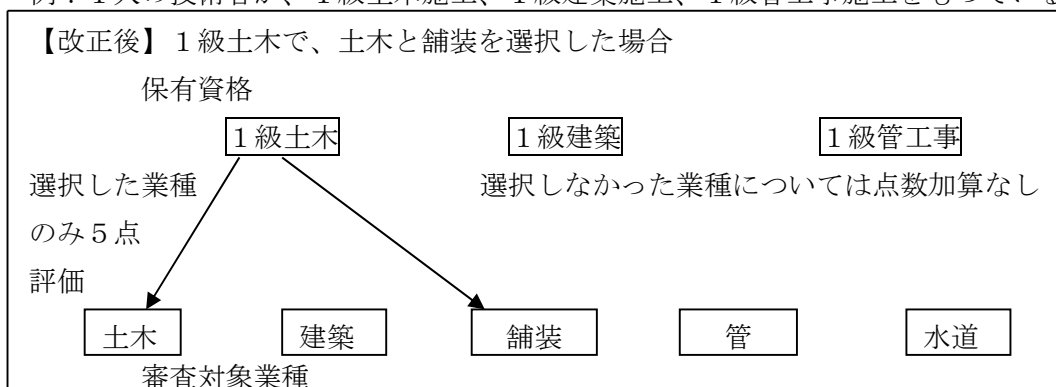 例：１人の技術者が、１級土木施工、１級建築施工、１級管工事施工をもっている
【改正後】１級土木で、土木と舗装を選択した場合
保有資格
１級土木 １級建築 １級管工事
選択した業種 選択しなかった業種については点数加算なし
のみ５点
評価
土木 建築 舗装 管 水道
審査対象業種